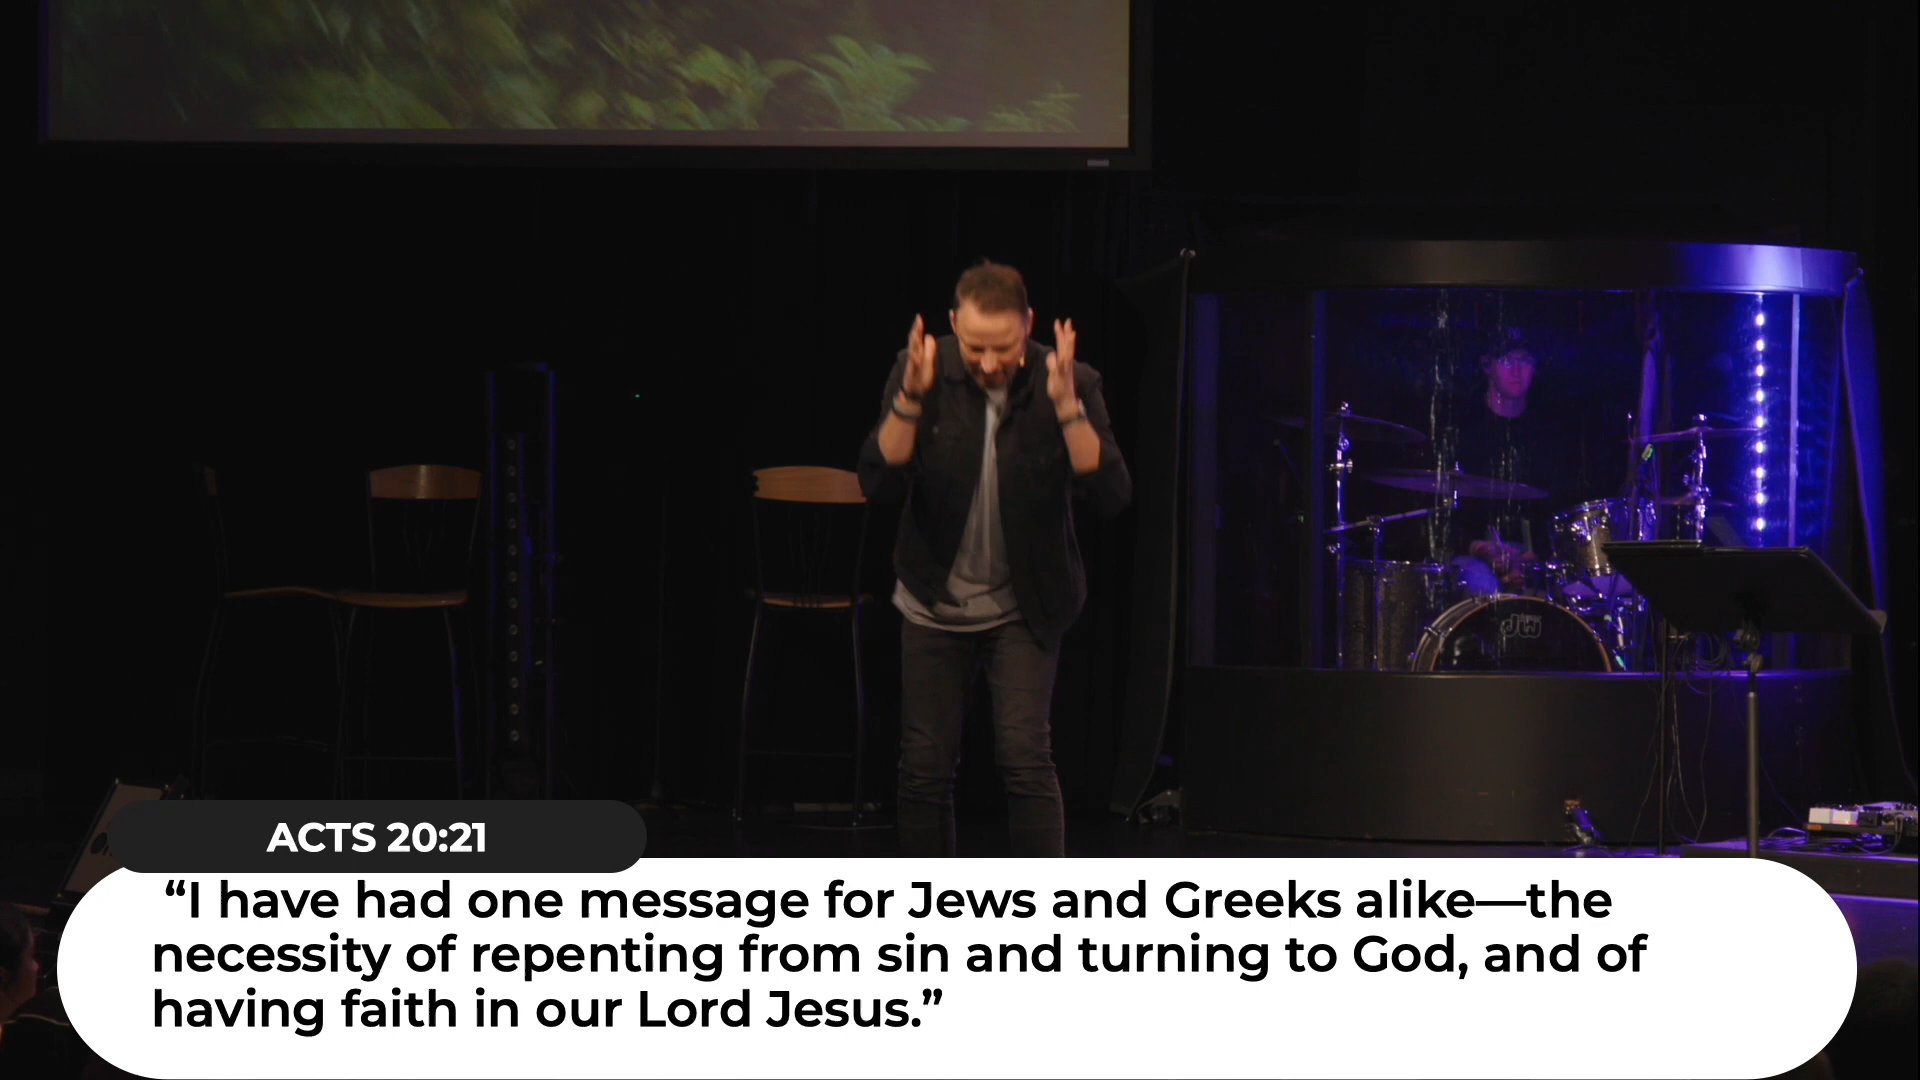 DW
ACTS 20:21
“I have had one message for Jews and Greeks alike—the
necessity of repenting from sin and turning to God, and of
having faith in our Lord Jesus.”